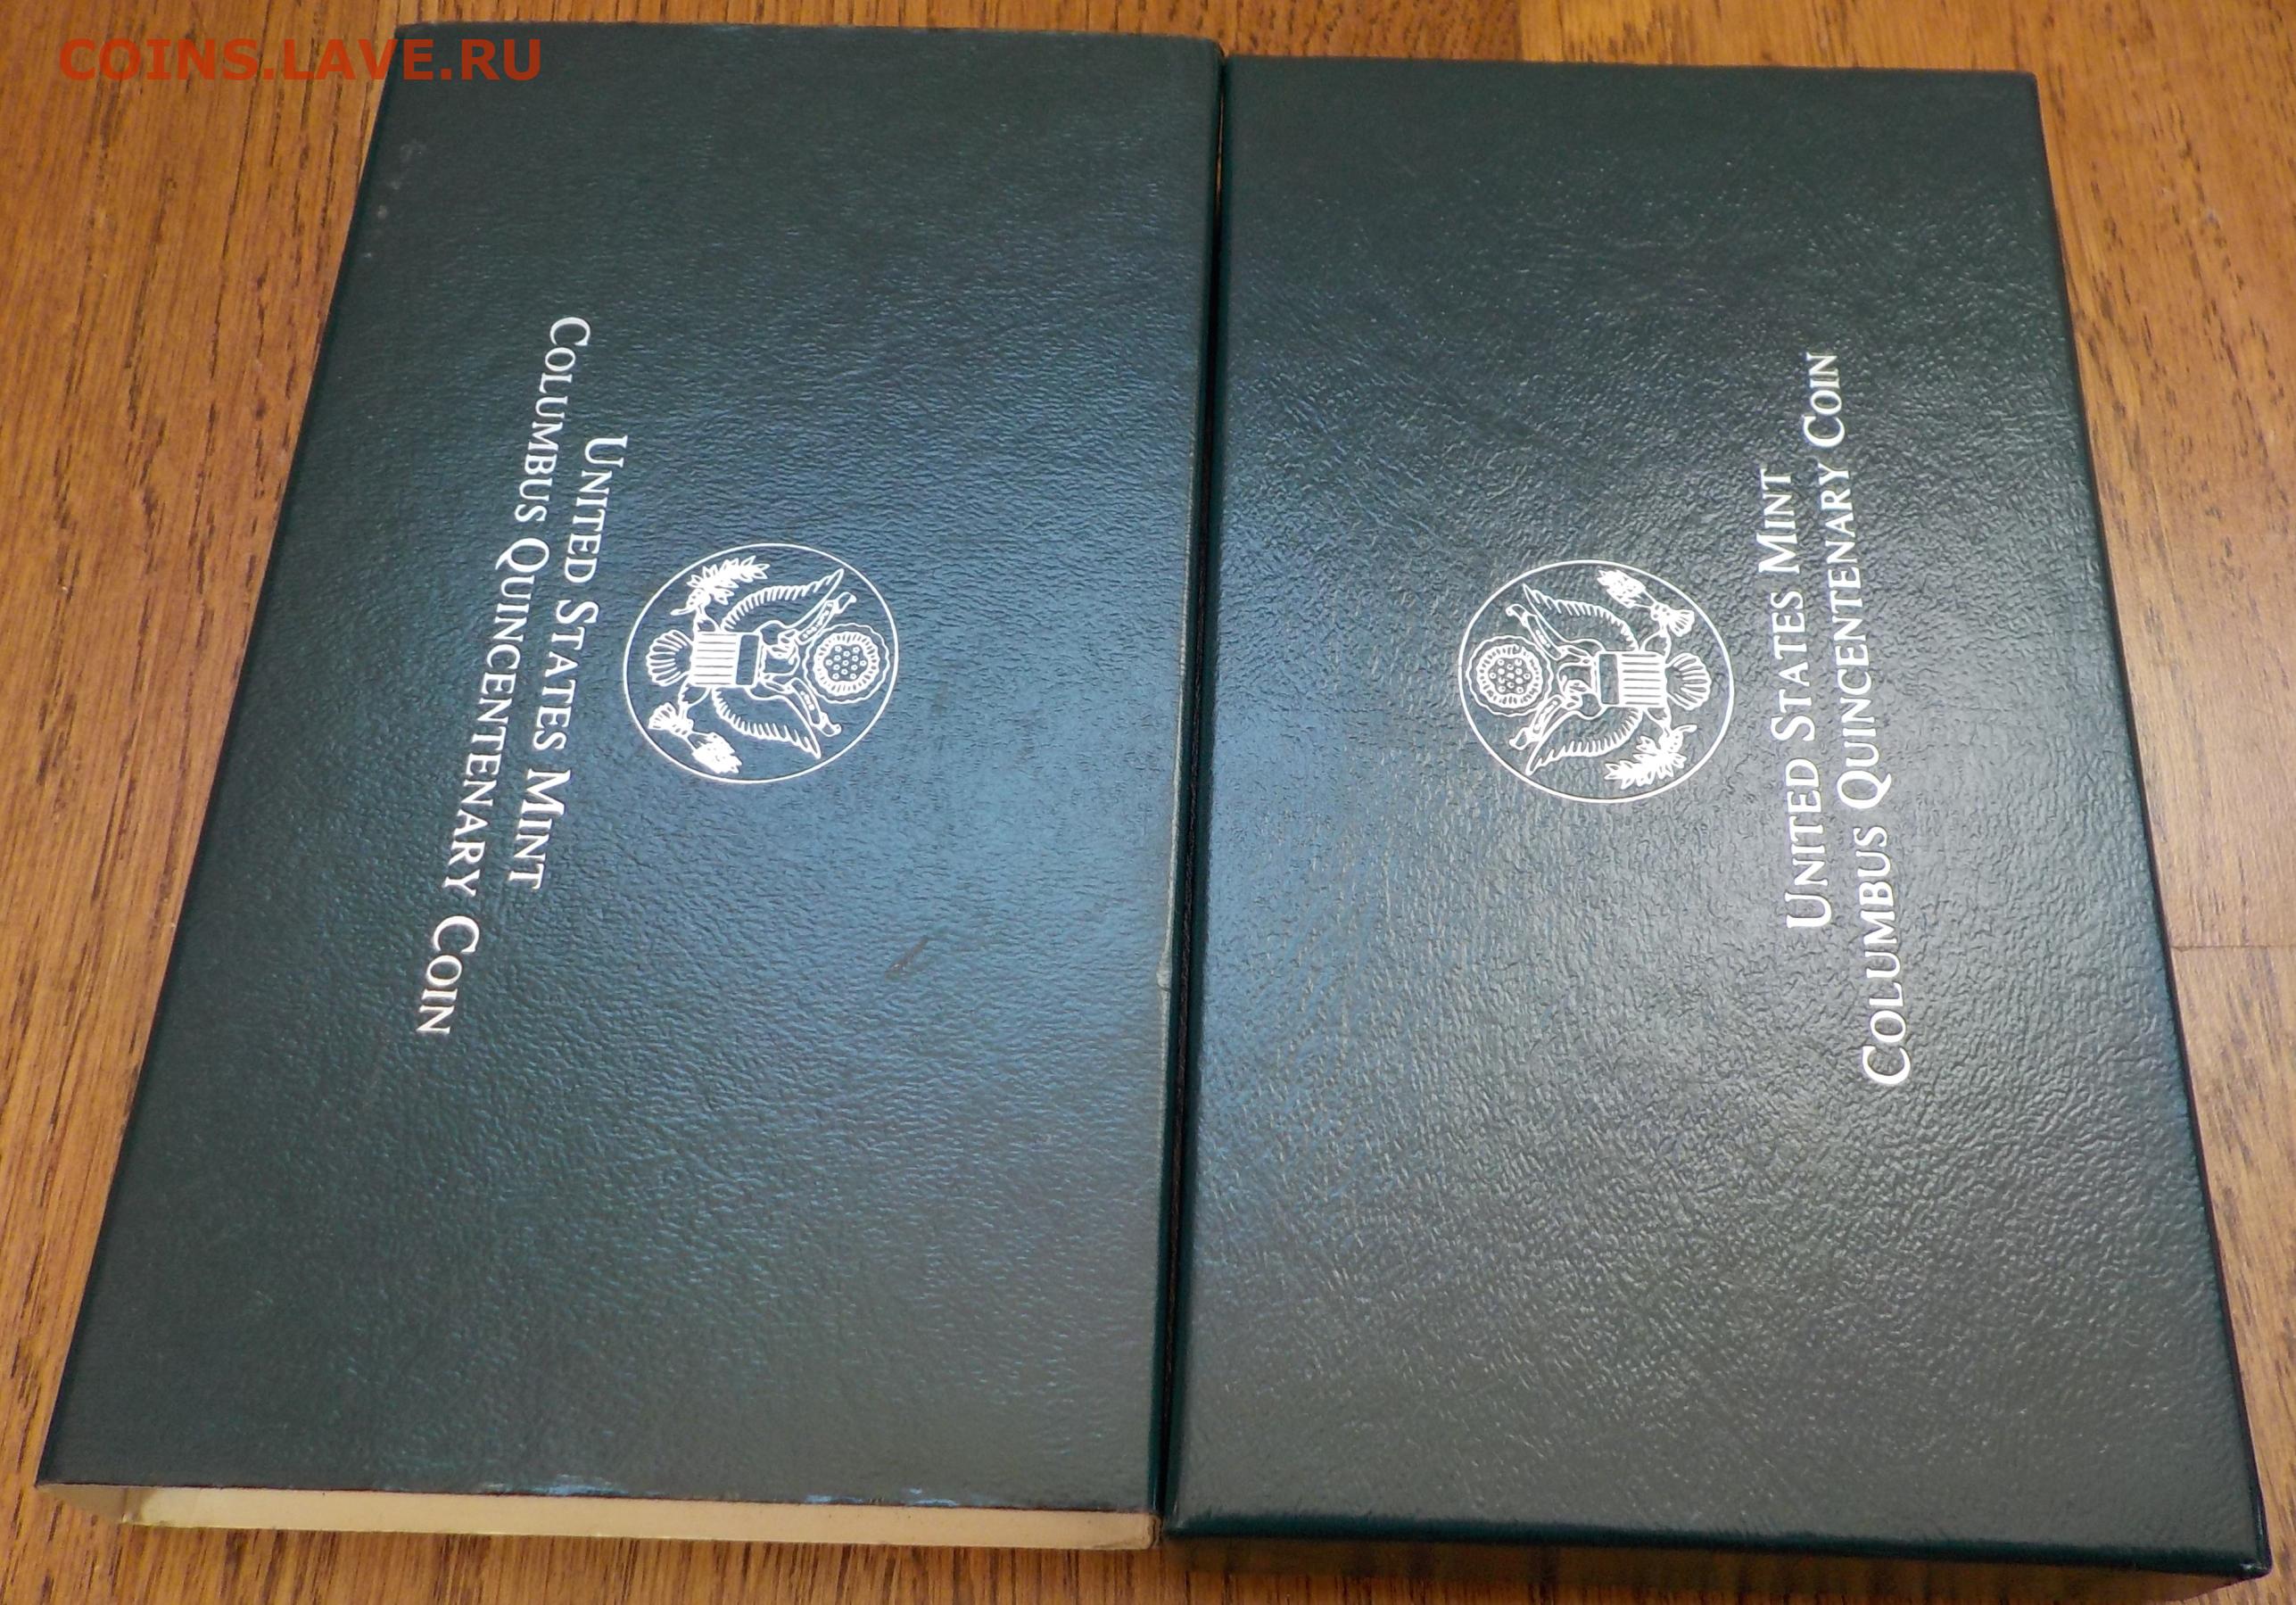 COINS.LAVE.RU
UNITED STATES MINT
COLUMBUS QUINCENTENARY COIN
UNITED STATES MINT
COLUMBUS QUINCENTENARY COIN